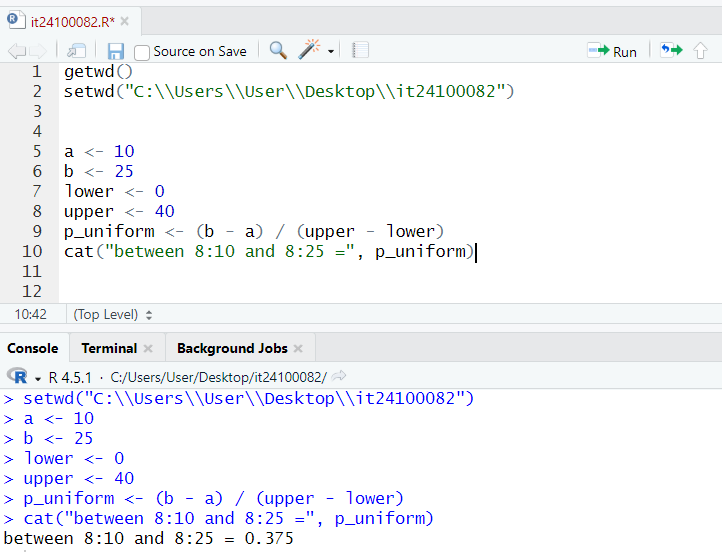 it24100082.R*
Source on Save
Run
1 getwd()
2 setwd("C:\\Users\\User\\Desktop\\it24100082")
3
4
5 a <- 10
6 b <- 25
7 lower <- 0
8 upper <- 40
9 p_uniform <- (b - a) / (upper - lower)
10 cat("between 8:10 and 8:25 =", p_uniform)
11
12
10:42 (Top Level)
Console Terminal Background Jobs
R 4.5.1 · C:/Users/User/Desktop/it24100082/
> setwd("C:\\Users\\User\\Desktop\\it24100082")
> a <- 10
> b <- 25
> lower <- 0
> upper <- 40
> p_uniform <- (b - a) / (upper - lower)
> cat("between 8:10 and 8:25 =", p_uniform)
between 8:10 and 8:25 = 0.375